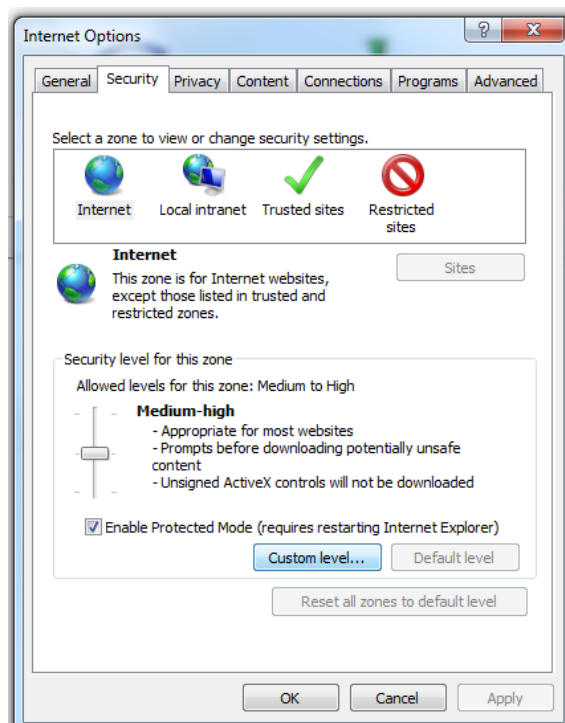 Internet Options
?
General Security Privacy Content Connections Programs Advanced
Select a zone to view or change security settings.
Internet Local intranet Trusted sites Restricted
sites
Internet
Sites
This zone is for Internet websites,
except those listed in trusted and
restricted zones.
Security level for this zone
Allowed levels for this zone: Medium to High
Medium-high
- Appropriate for most websites
- Prompts before downloading potentially unsafe
content
- Unsigned ActiveX controls will not be downloaded
Enable Protected Mode (requires restarting Internet Explorer)
Custom level... Default level
Reset all zones to default level
OK Cancel Apply